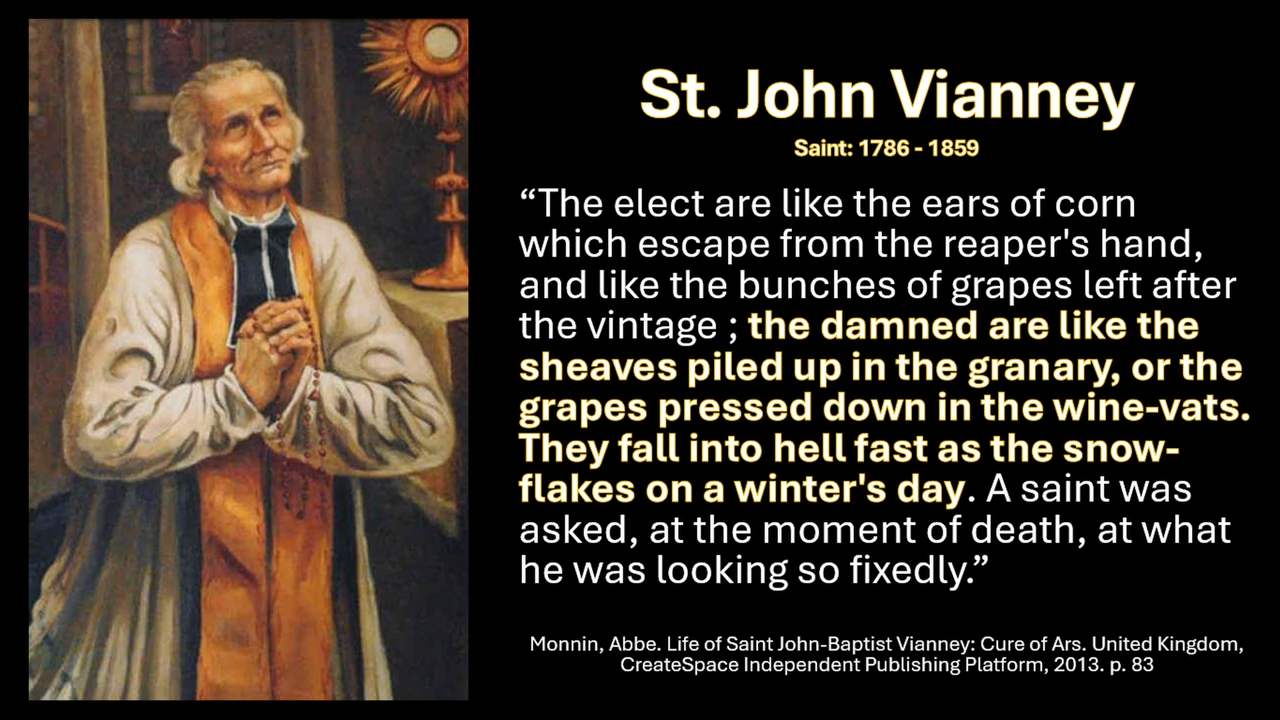 St. John Vianney
Saint: 1786 - 1859
“The elect are like the ears of corn
which escape from the reaper's hand,
and like the bunches of grapes left after
the vintage ; the damned are like the
sheaves piled up in the granary, or the
grapes pressed down in the wine-vats.
They fall into hell fast as the snow-
flakes on a winter's day. A saint was
asked, at the moment of death, at what
he was looking so fixedly.”
Monnin, Abbe. Life of Saint John-Baptist Vianney: Cure of Ars. United Kingdom,
CreateSpace Independent Publishing Platform, 2013. p. 83